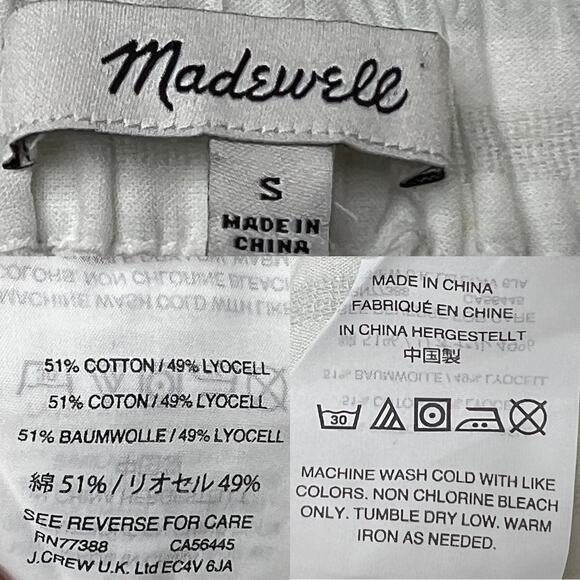 Madewell
S
MADE IN
CHINA
51% COTTON / 49% LYOCELL
51% COTON / 49% LYOCELL
51% BAUMWOLLE / 49% LYOCELL
綿 51% / リオセル 49%
SEE REVERSE FOR CARE
RN77388 CA56445
J.CREW U.K. Ltd EC4V 6JA
MADE IN CHINA
FABRIQUÉ EN CHINE
IN CHINA HERGESTELLT
中国製
30
MACHINE WASH COLD WITH LIKE
COLORS. NON CHLORINE BLEACH
ONLY. TUMBLE DRY LOW. WARM
IRON AS NEEDED.